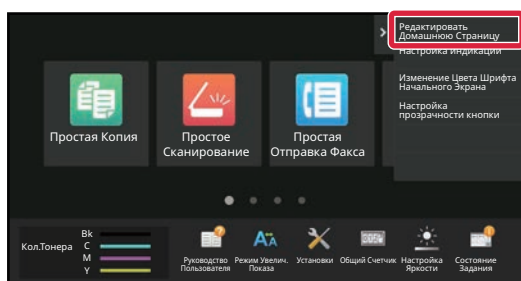 Редактировать
Домашнюю Страницу
Настройка индикации
Изменение Цвета Шрифта
Начального Экрана
Настройка
прозрачности кнопки
Простая Копия
Простое
Сканирование
Простая
Отправка Факса
Кол.Тонера
Bk
C
M
Y
Руководство
Пользователя
Режим Увелич.
Показа
Установки
Общий Счетчик
Настройка
Яркости
Состояние
Задания